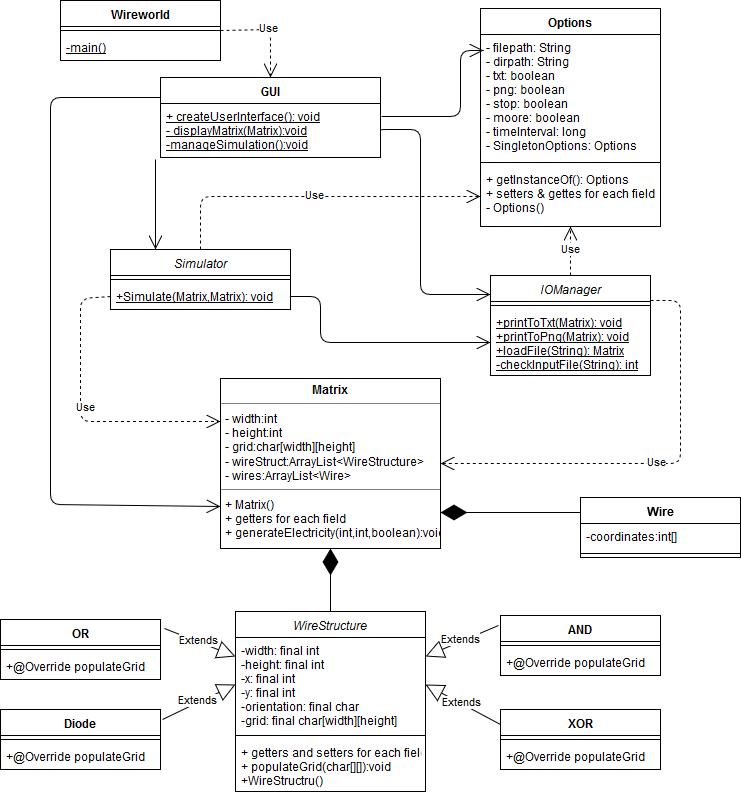 Wireworld
-main()
Use
GUI
+ createUserInterface(): void
- displayMatrix(Matrix):void
-manageSimulation():void
Options
- filepath: String
- dirpath: String
- txt: boolean
- png: boolean
- stop: boolean
- moore: boolean
- timeInterval: long
- SingletonOptions: Options
+ getInstanceOf(): Options
+ setters & gettes for each field
- Options()
Use
Use
Simulator
+Simulate(Matrix,Matrix): void
IOManager
+printToTxt(Matrix): void
+printToPng(Matrix): void
+loadFile(String): Matrix
-checkInputFile(String): int
Use
Use
Matrix
- width:int
- height:int
- grid:char[width][height]
- wireStruct:ArrayList<WireStructure>
- wires:ArrayList<Wire>
+ Matrix()
+ getters for each field
+ generateElectricity(int,int,boolean):voi
Wire
-coordinates:int[]
WireStructure
-width: final int
-height: final int
-x: final int
-y: final int
-orientation: final char
-grid: final char[width][height]
+ getters and setters for each fiel
+ populateGrid(char[][]):void
+WireStructru()
OR
+@Override populateGrid
Extends
Diode
+@Override populateGrid
Extends
AND
+@Override populateGrid
Extends
XOR
+@Override populateGrid
Extends